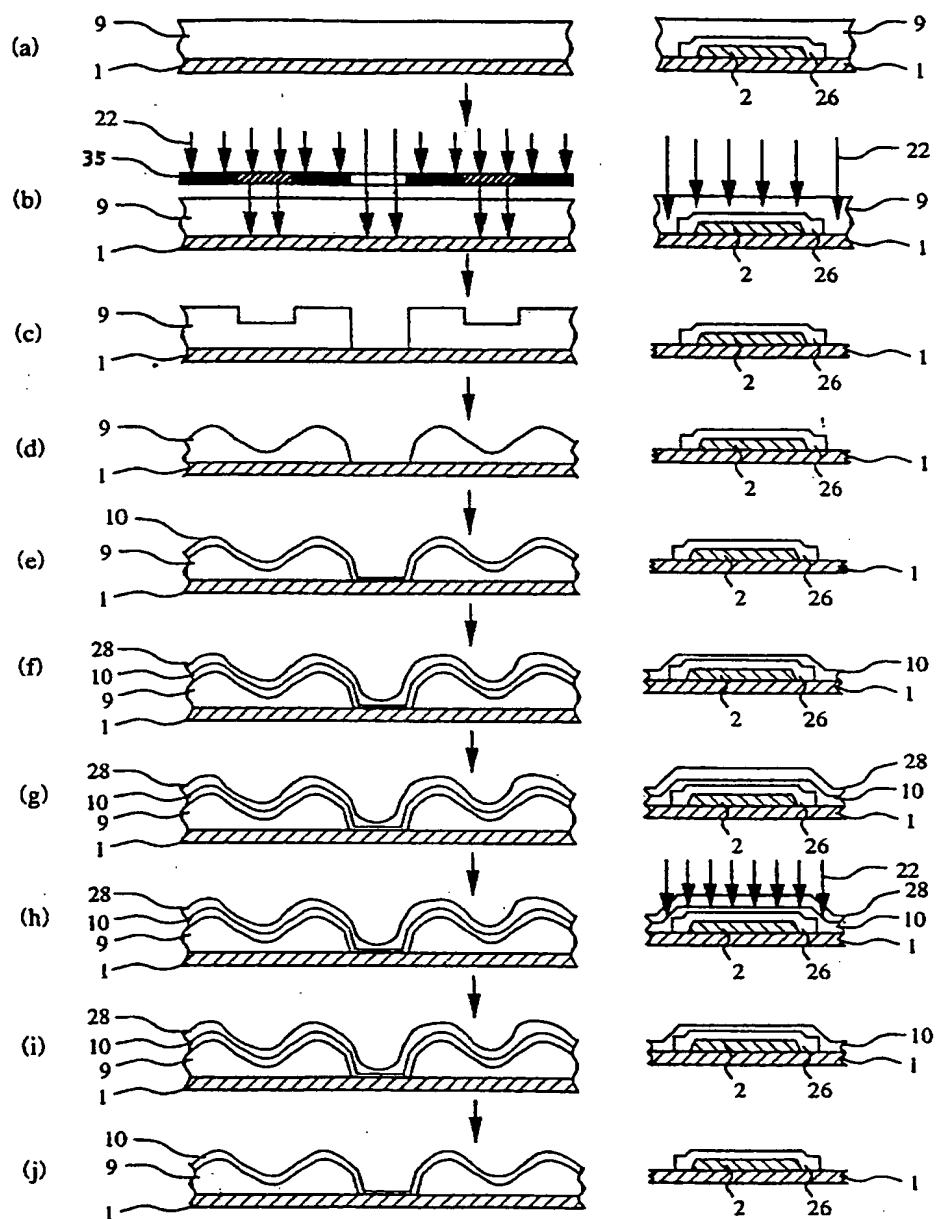 (a) 9 1 9 1 2 26
22 35 (b) 9 1 22 9 1 2 26
(c) 9 1 1 2 26
(d) 9 1 1 2 26
(e) 10 9 1 1 2 26
(f) 28 10 9 1 10 1 2 26
(g) 28 10 9 1 28 10 1 2 26
(h) 28 10 9 1 22 28 10 1 2 26
(i) 28 10 9 1 10 1 2 26
(j) 10 9 1 1 2 26